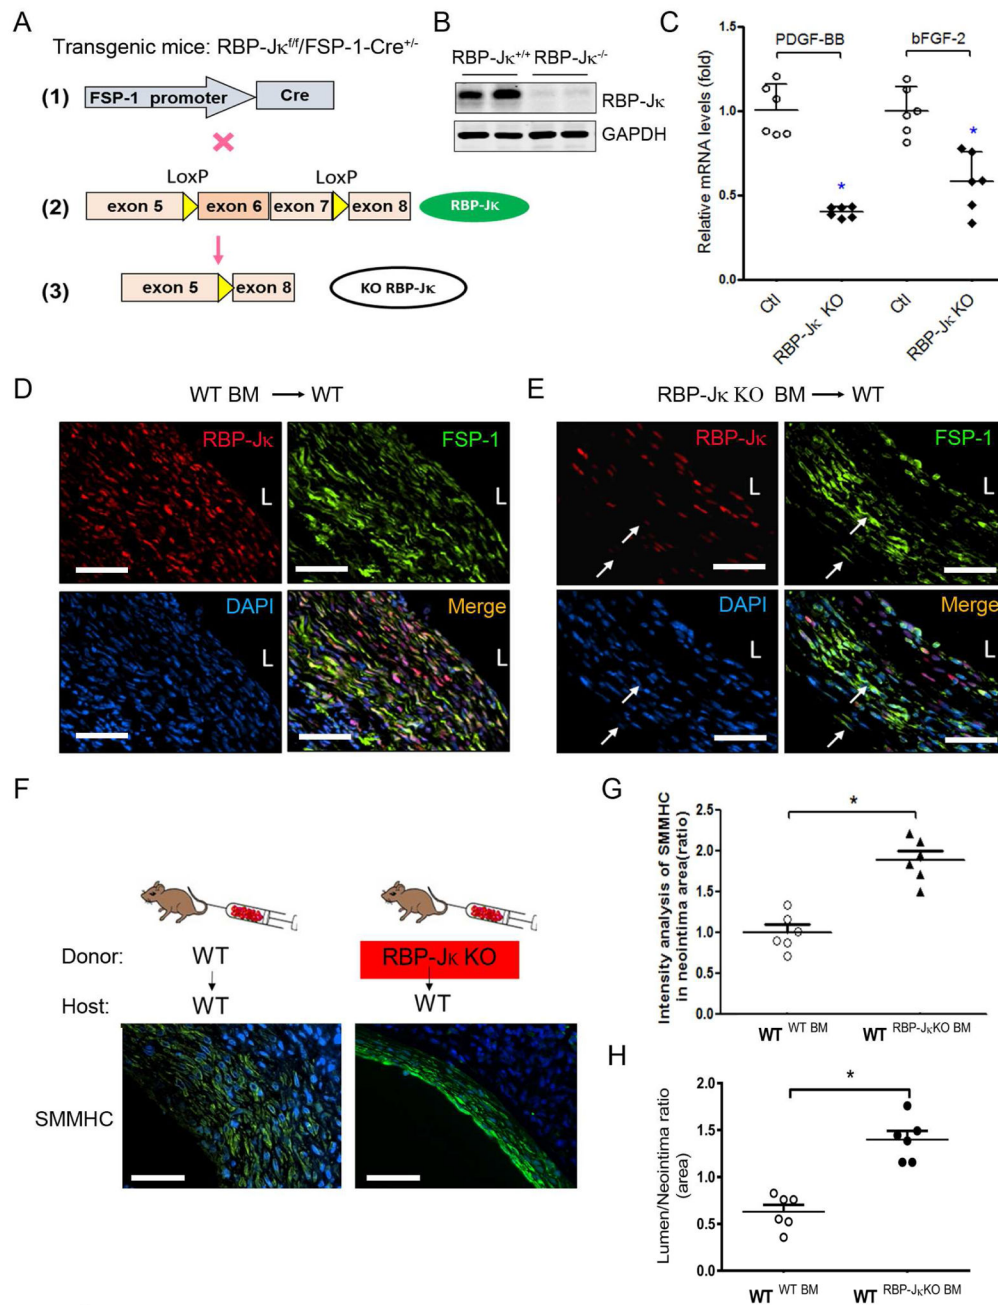 A
Transgenic mice: RBP-Jκf/f/FSP-1-Cre+/-
(1)
FSP-1 promoter
Cre
LoxP
LoxP
(2)
exon 5
exon 6
exon 7
exon 8
RBP-Jκ
(3)
exon 5
exon 8
KO RBP-Jκ
B
RBP-Jκ+/+ RBP-Jκ-/-
RBP-Jκ
GAPDH
C
PDGF-BB
bFGF-2
Relative mRNA levels (fold)
1.5
1.0
0.5
0.0
*
*
Ctl
RBP-Jκ KO
Ctl
RBP-Jκ KO
D
WT BM → WT
RBP-Jκ
L
FSP-1
L
DAPI
L
Merge
L
E
RBP-Jκ KO BM → WT
RBP-Jκ
L
FSP-1
L
DAPI
L
Merge
L
F
Donor:
WT
RBP-Jκ KO
Host:
WT
WT
SMMHC
G
Intensity analysis of SMMHC
in neointima area(ratio)
2.5
2.0
1.5
1.0
0.5
0.0
*
WT WT BM
WT RBP-JκKO BM
H
Lumen/Neointima ratio
(area)
2.0
1.5
1.0
0.5
0.0
*
WT WT BM
WT RBP-JκKO BM